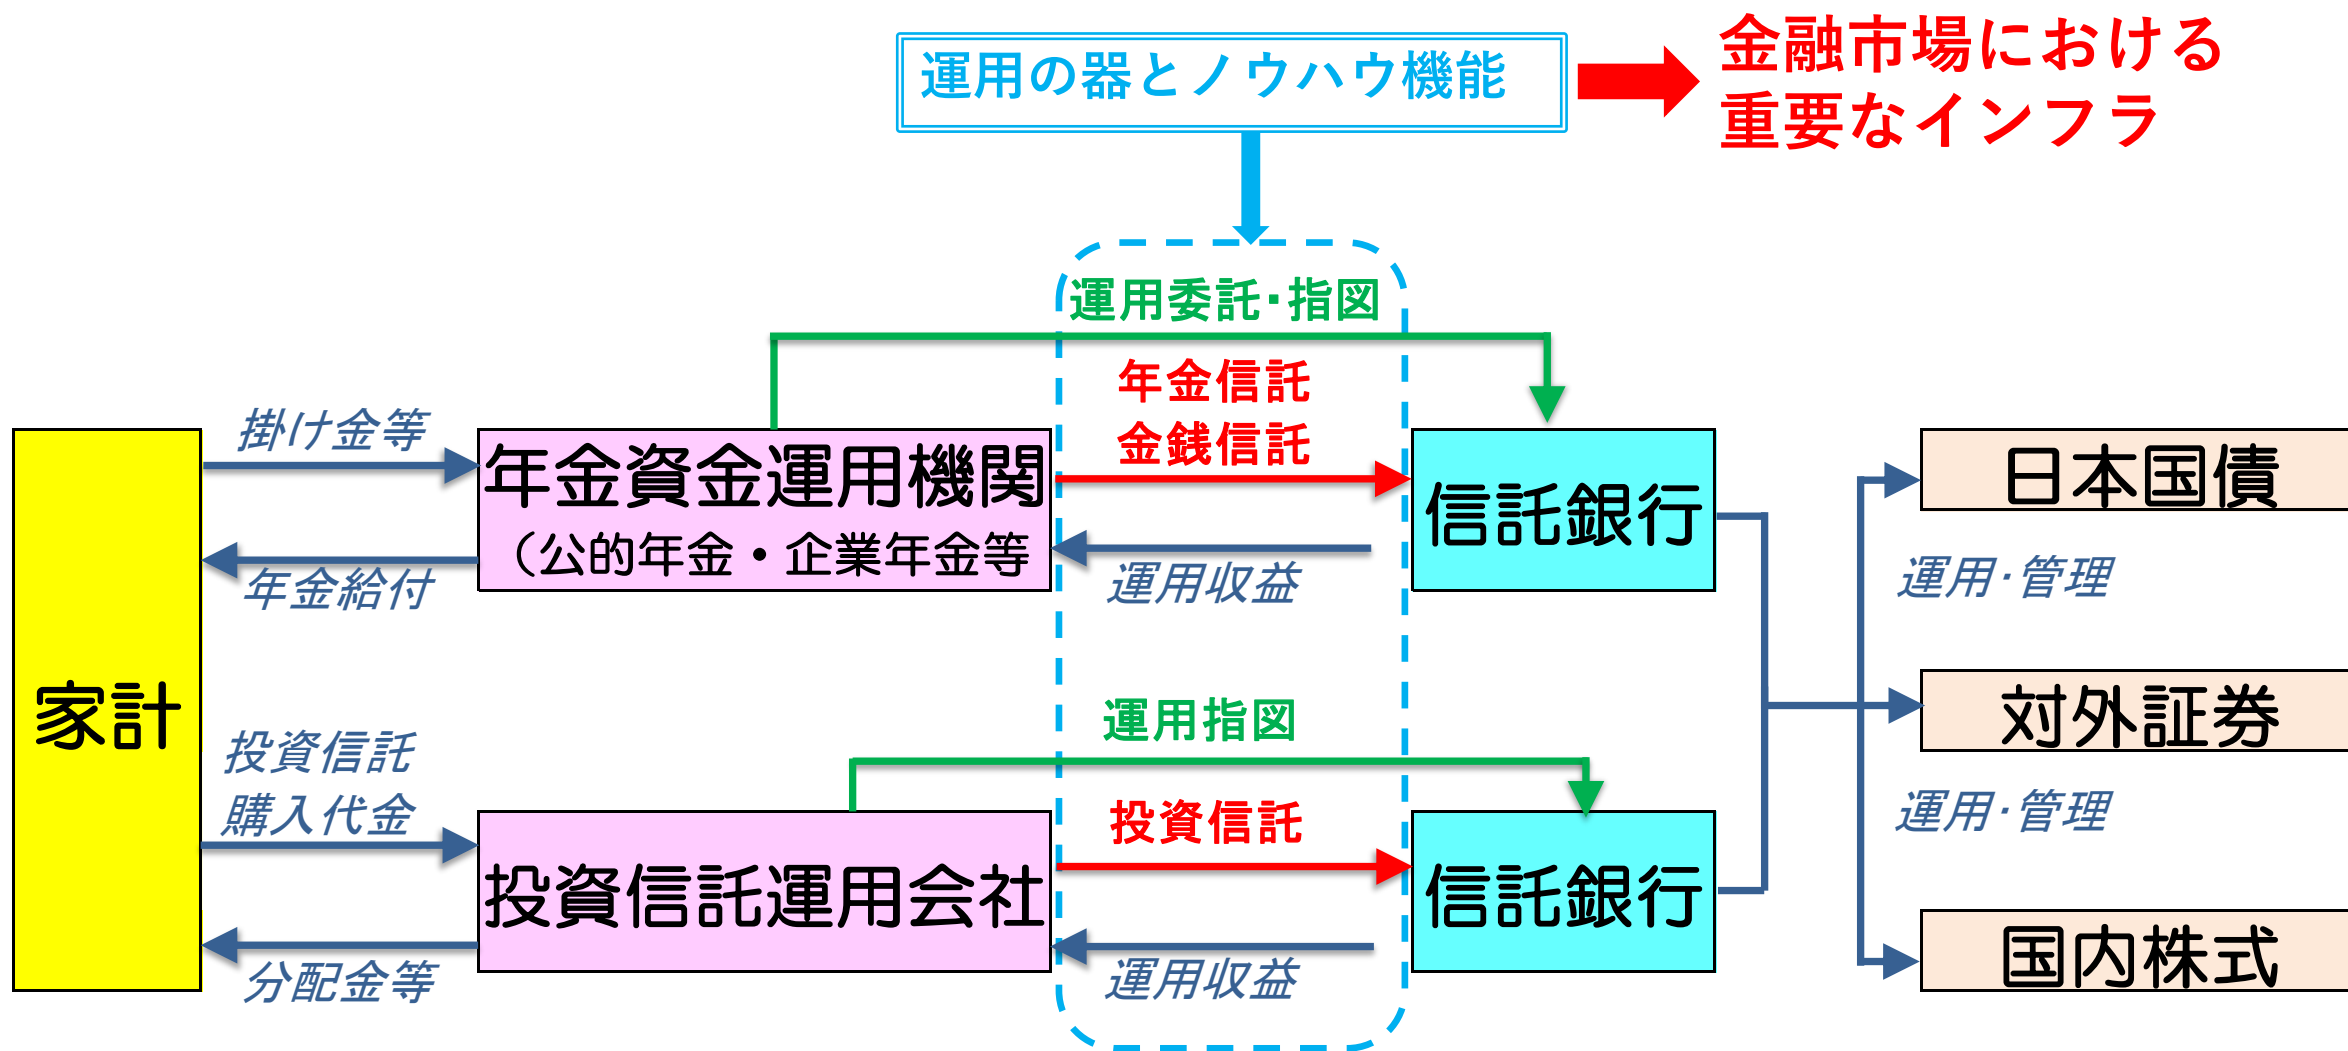 運用の器とノウハウ機能
金融市場における
重要なインフラ
運用委託・指図
年金信託
金銭信託
掛け金等
年金資金運用機関
（公的年金・企業年金等
信託銀行
日本国債
年金給付
運用収益
運用・管理
家計
対外証券
投資信託
購入代金
運用指図
投資信託
運用・管理
投資信託運用会社
信託銀行
国内株式
分配金等
運用収益